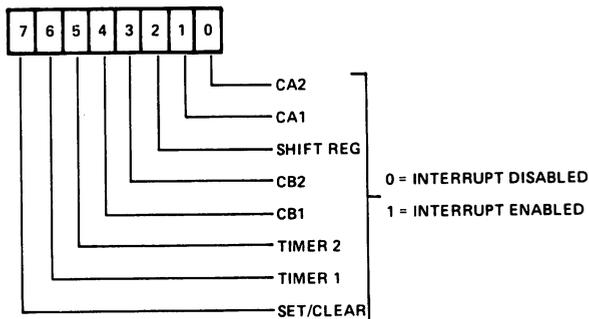 7 6 5 4 3 2 1 0
CA2
CA1
SHIFT REG
CB2
CB1
TIMER 2
TIMER 1
SET/CLEAR
0 = INTERRUPT DISABLED
1 = INTERRUPT ENABLED